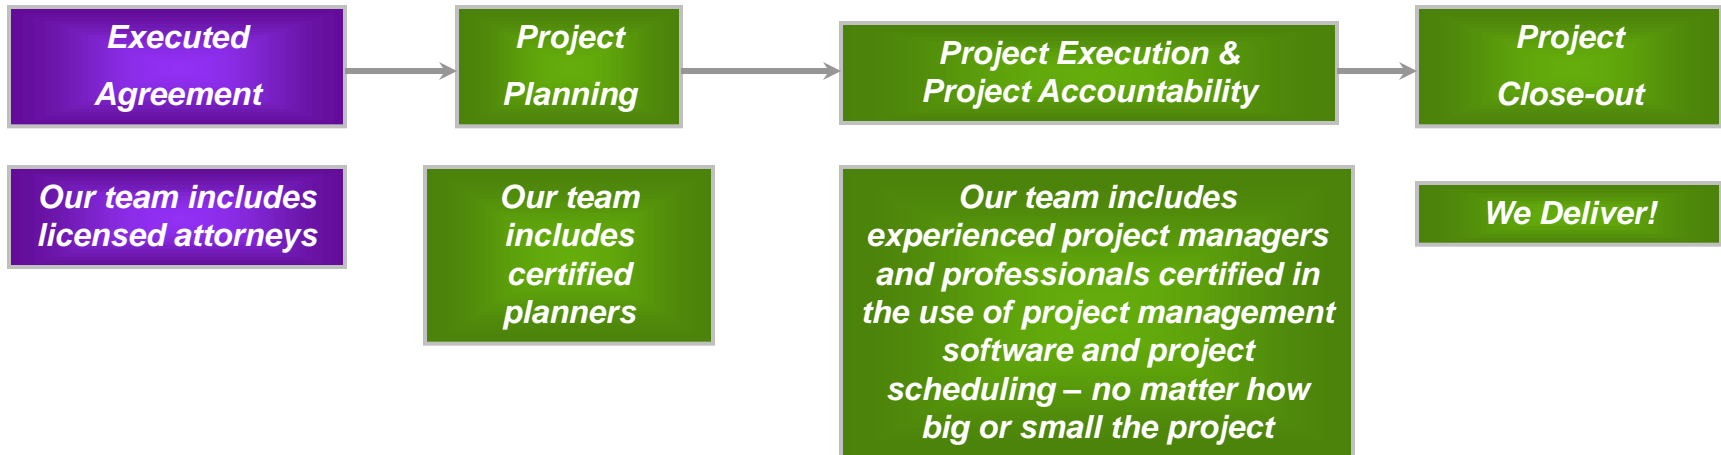 Executed
Agreement
Project
Planning
Project Execution &
Project Accountability
Project
Close-out
Our team includes
licensed attorneys
Our team
includes
certified
planners
Our team includes
experienced project managers
and professionals certified in
the use of project management
software and project
scheduling – no matter how
big or small the project
We Deliver!